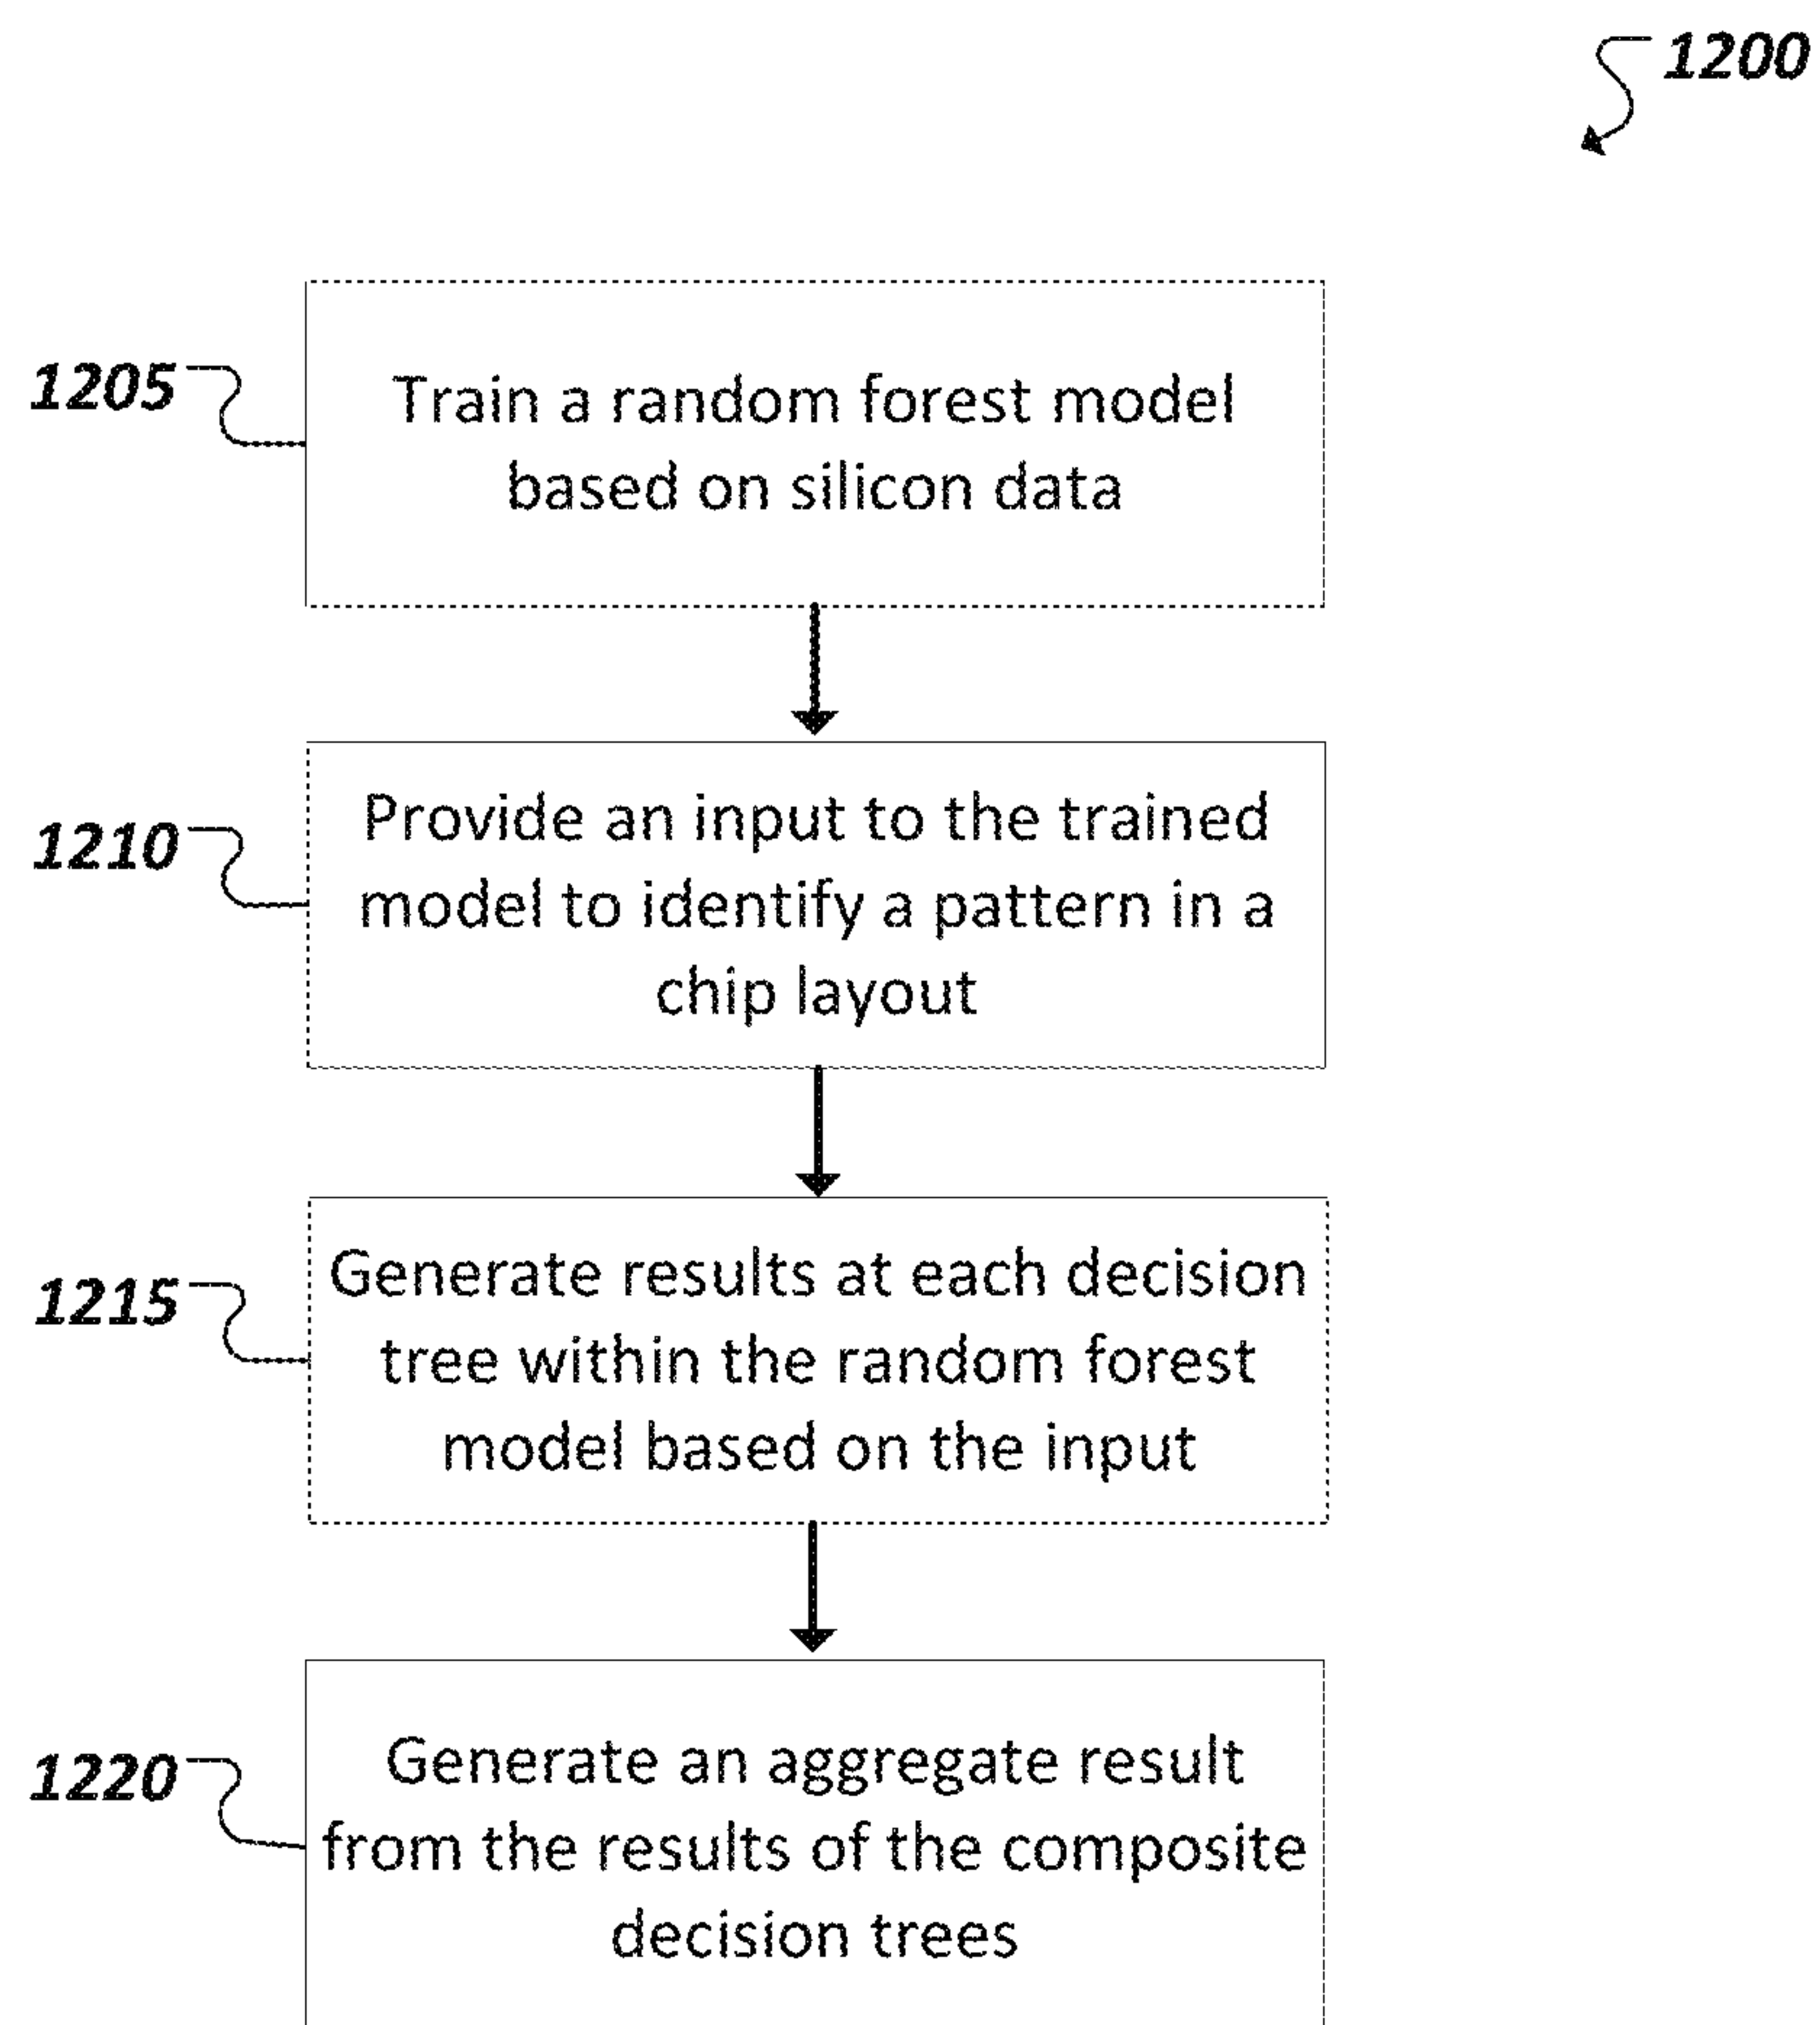 1200
1205
Train a random forest model
based on silicon data
1210
Provide an input to the trained
model to identify a pattern in a
chip layout
1215
Generate results at each decision
tree within the random forest
model based on the input
1220
Generate an aggregate result
from the results of the composite
decision trees